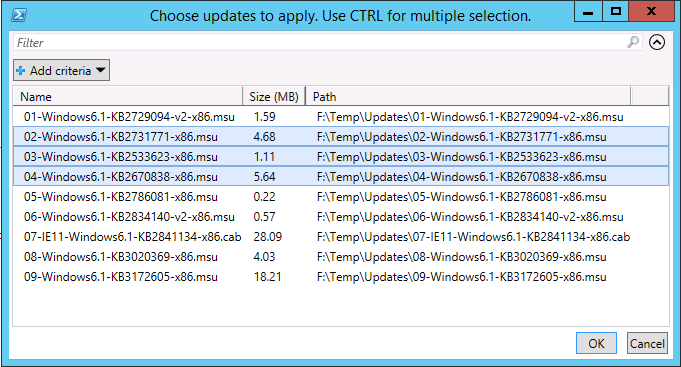 Choose updates to apply. Use CTRL for multiple selection.
Filter
Add criteria
Name Size (MB) Path
01-Windows6.1-KB2729094-v2-x86.msu 1.59 F:\Temp\Updates\01-Windows6.1-KB2729094-v2-x86.msu
02-Windows6.1-KB2731771-x86.msu 4.68 F:\Temp\Updates\02-Windows6.1-KB2731771-x86.msu
03-Windows6.1-KB2533623-x86.msu 1.11 F:\Temp\Updates\03-Windows6.1-KB2533623-x86.msu
04-Windows6.1-KB2670838-x86.msu 5.64 F:\Temp\Updates\04-Windows6.1-KB2670838-x86.msu
05-Windows6.1-KB2786081-x86.msu 0.22 F:\Temp\Updates\05-Windows6.1-KB2786081-x86.msu
06-Windows6.1-KB2834140-v2-x86.msu 0.57 F:\Temp\Updates\06-Windows6.1-KB2834140-v2-x86.msu
07-IE11-Windows6.1-KB2841134-x86.cab 28.09 F:\Temp\Updates\07-IE11-Windows6.1-KB2841134-x86.cab
08-Windows6.1-KB3020369-x86.msu 4.03 F:\Temp\Updates\08-Windows6.1-KB3020369-x86.msu
09-Windows6.1-KB3172605-x86.msu 18.21 F:\Temp\Updates\09-Windows6.1-KB3172605-x86.msu
OK Cancel